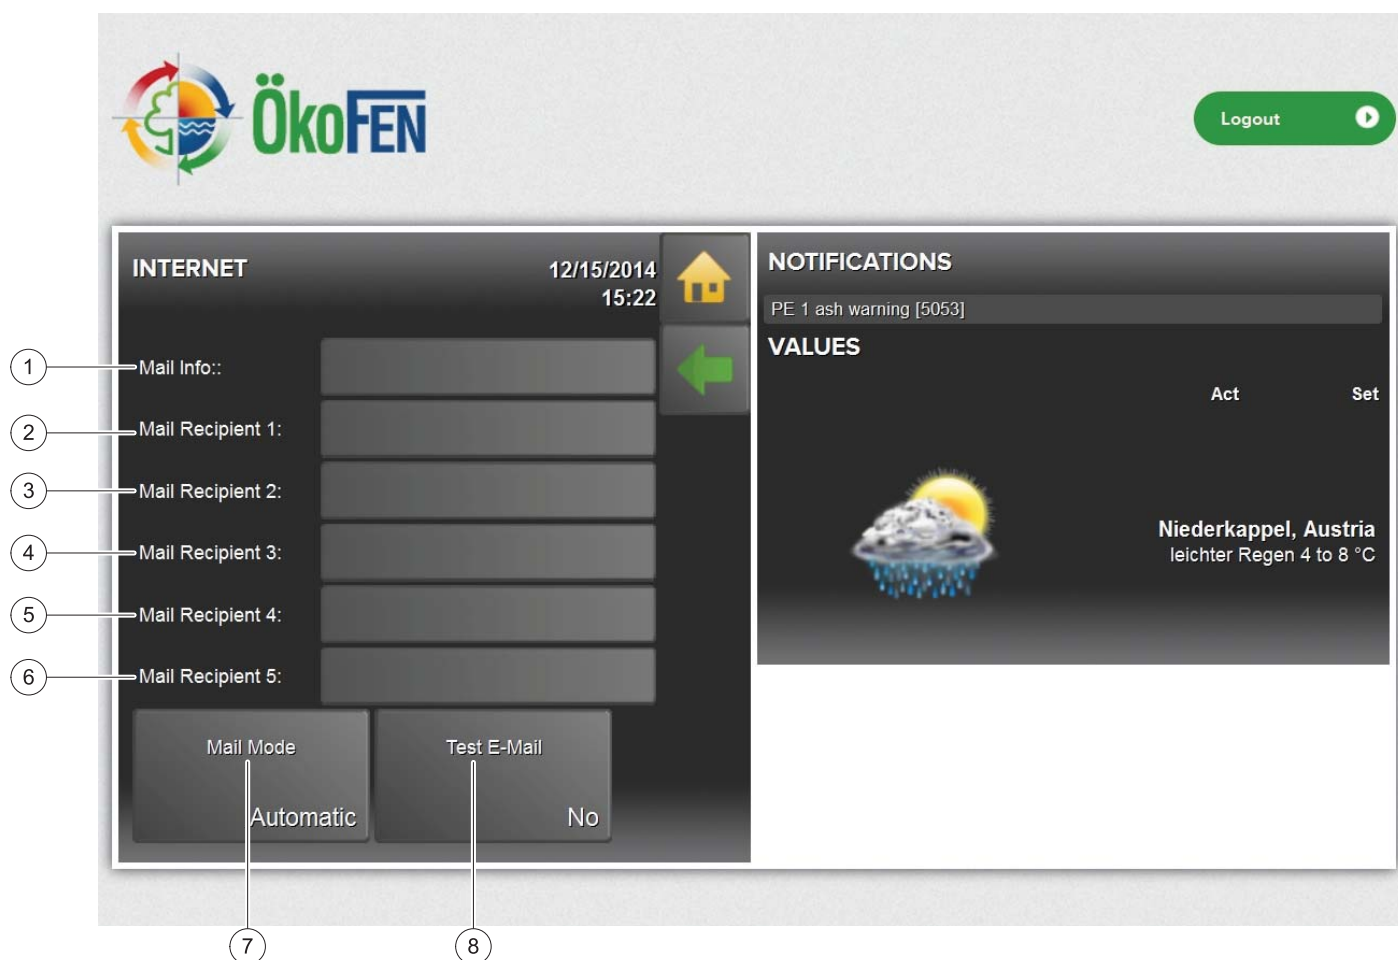 ÖkoFEN
Logout
INTERNET
12/15/2014
15:22
1 Mail Info::
2 Mail Recipient 1:
3 Mail Recipient 2:
4 Mail Recipient 3:
5 Mail Recipient 4:
6 Mail Recipient 5:
Mail Mode
Automatic
Test E-Mail
No
7
8
NOTIFICATIONS
PE 1 ash warning [5053]
VALUES
Act Set
Niederkappel, Austria
leichter Regen 4 to 8 °C